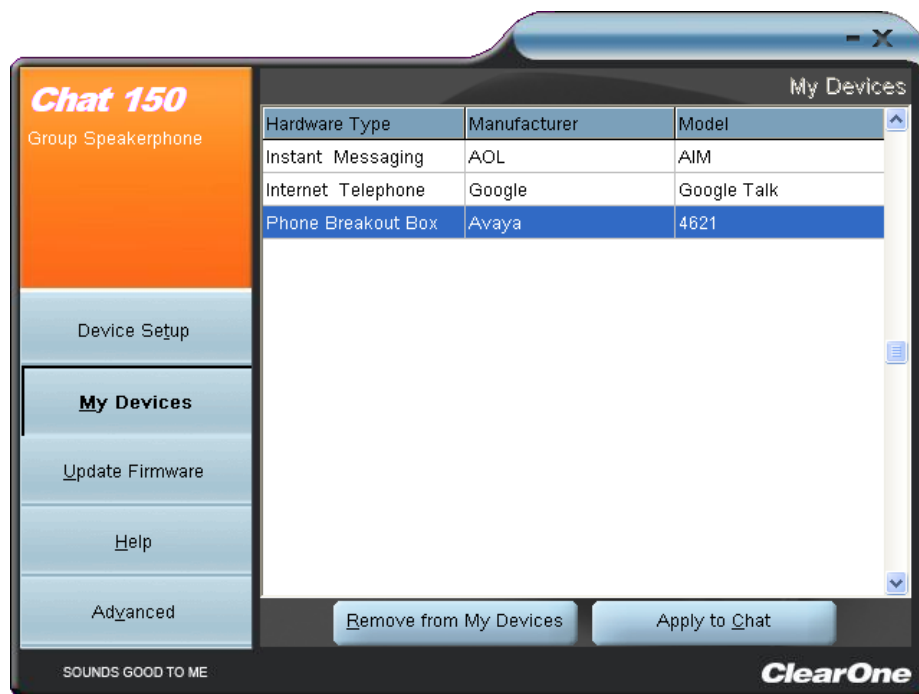 Chat 150
Group Speakerphone
My Devices
Hardware Type Manufacturer Model
Instant Messaging AOL AIM
Internet Telephone Google Google Talk
Phone Breakout Box Avaya 4621
Device Setup
My Devices
Update Firmware
Help
Advanced
Remove from My Devices Apply to Chat
SOUNDS GOOD TO ME
ClearOne